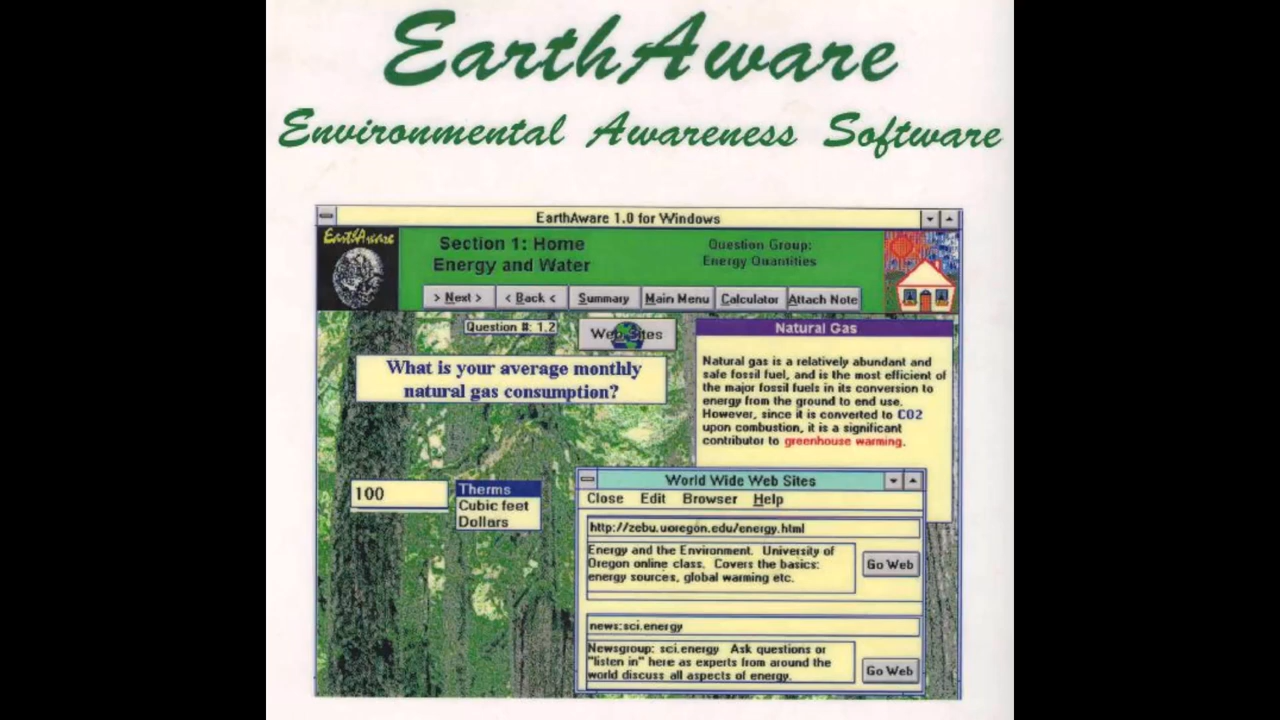 EarthAware
Environmental Awareness Software
EarthAware 1.0 for Windows
EarthAware
Section 1: Home
Energy and Water
Question Group:
Energy Quantities
> Next >
< Back <
Summary
Main Menu
Calculator
Attach Note
Question #: 1.2
Web Sites
What is your average monthly
natural gas consumption?
100
Therms
Cubic feet
Dollars
Natural Gas
Natural gas is a relatively abundant and
safe fossil fuel, and is the most efficient of
the major fossil fuels in its conversion to
energy from the ground to end use.
However, since it is converted to CO2
upon combustion, it is a significant
contributor to greenhouse warming.
World Wide Web Sites
Close Edit Browser Help
http://zebu.uoregon.edu/energy.html
Energy and the Environment. University of
Oregon online class. Covers the basics:
energy sources, global warming etc.
Go Web
news:sci.energy
Newsgroup: sci.energy Ask questions or
"listen in" here as experts from around the
world discuss all aspects of energy.
Go Web